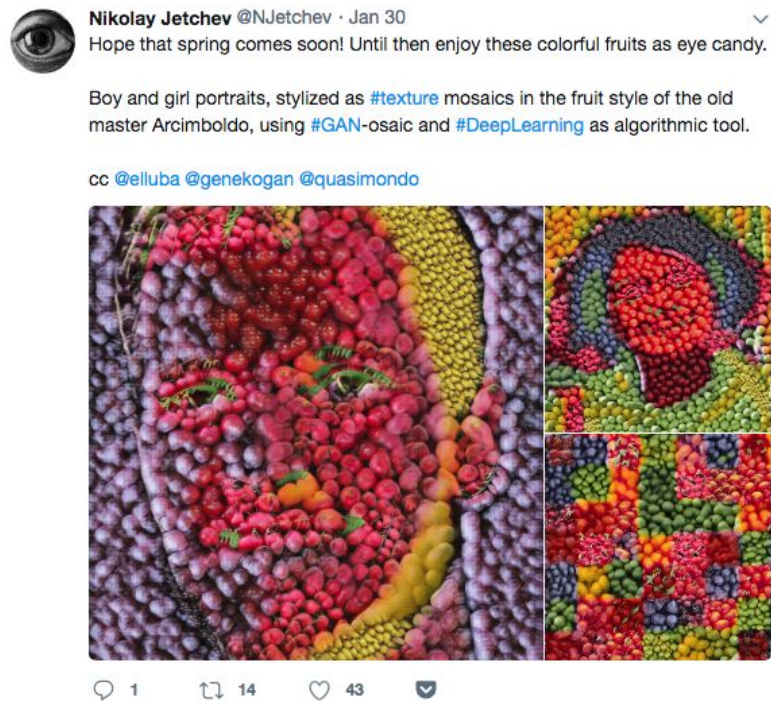 Nikolay Jetchev @NJetchev · Jan 30
Hope that spring comes soon! Until then enjoy these colorful fruits as eye candy.
Boy and girl portraits, stylized as #texture mosaics in the fruit style of the old
master Arcimboldo, using #GAN-osaic and #DeepLearning as algorithmic tool.
cc @elluba @genekogan @quasimondo
1 14 43